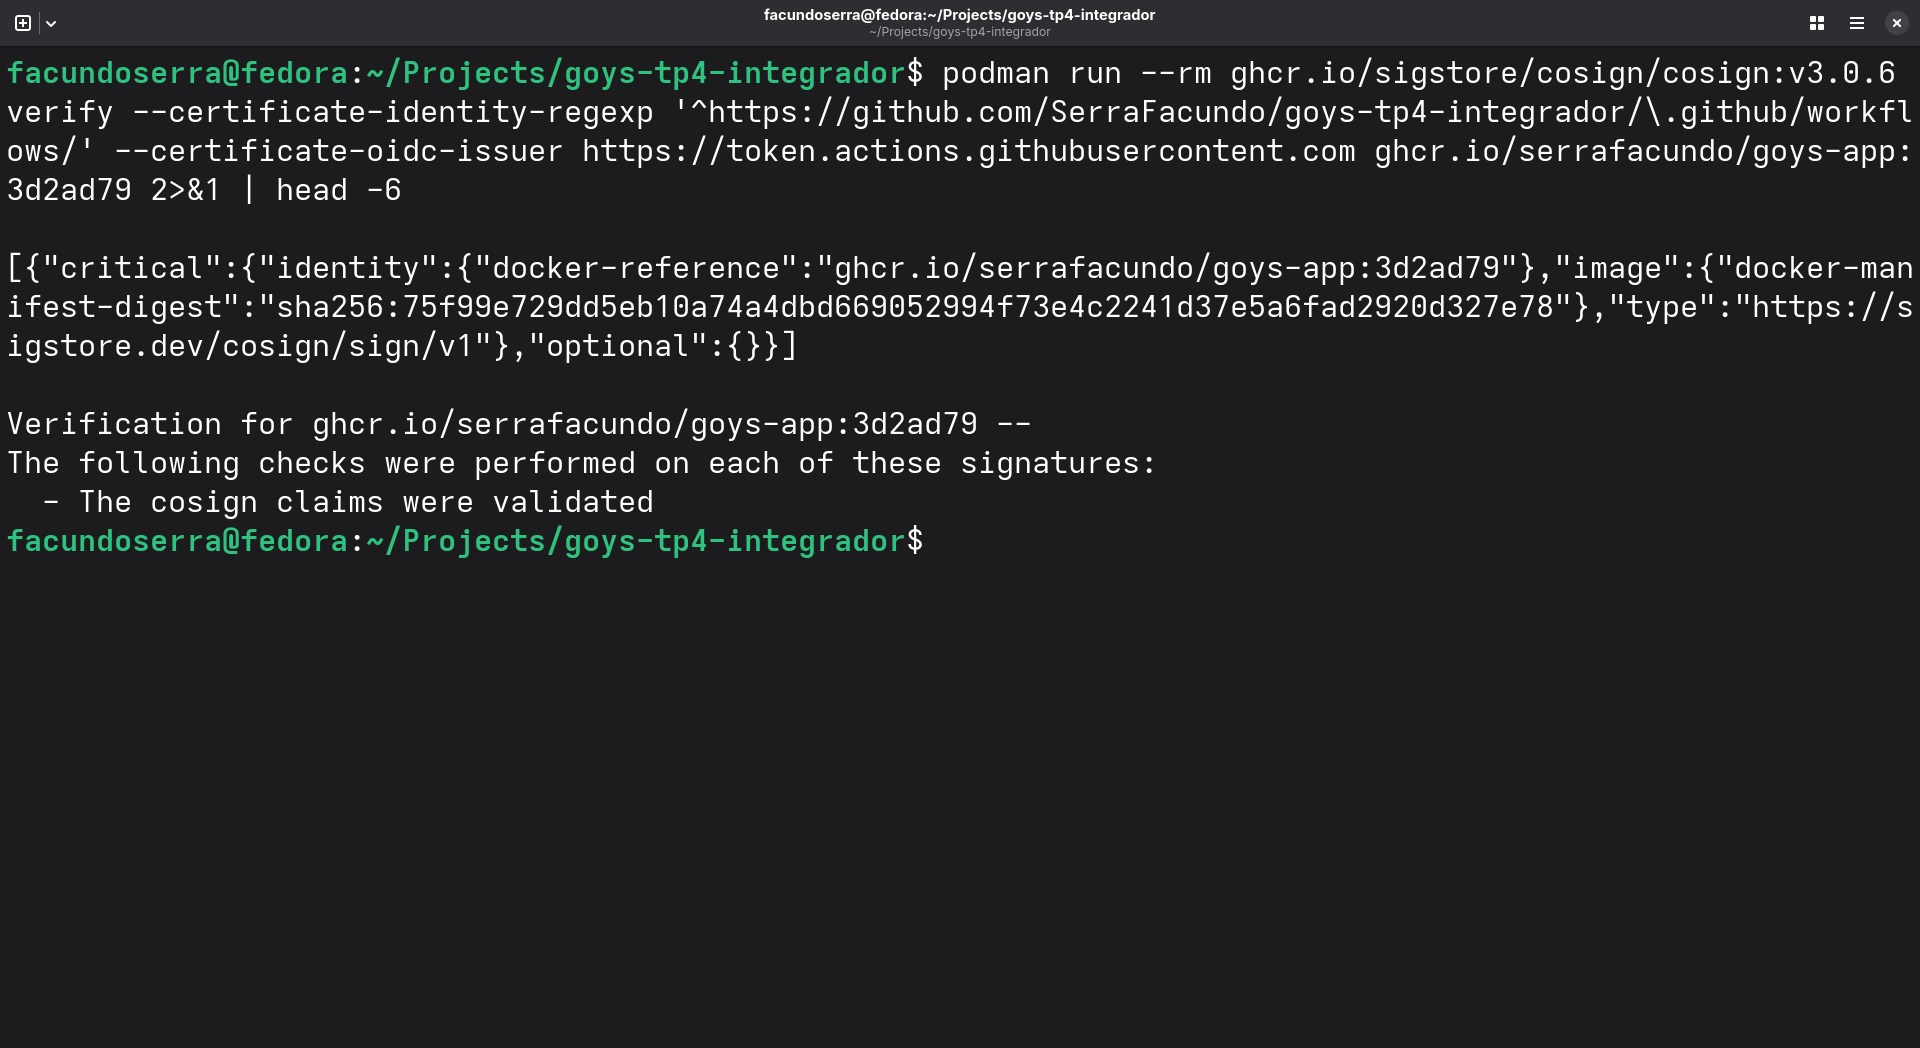 facundoserra@fedora:~/Projects/goys-tp4-integrador
~/Projects/goys-tp4-integrador
facundoserra@fedora:~/Projects/goys-tp4-integrador$ podman run --rm ghcr.io/sigstore/cosign/cosign:v3.0.6
verify --certificate-identity-regexp '^https://github.com/SerraFacundo/goys-tp4-integrador/\.github/workfl
ows/' --certificate-oidc-issuer https://token.actions.githubusercontent.com ghcr.io/serrafacundo/goys-app:
3d2ad79 2>&1 | head -6
[{"critical":{"identity":{"docker-reference":"ghcr.io/serrafacundo/goys-app:3d2ad79"},"image":{"docker-man
ifest-digest":"sha256:75f99e729dd5eb10a74a4dbd669052994f73e4c2241d37e5a6fad2920d327e78"},"type":"https://s
igstore.dev/cosign/sign/v1"},"optional":{}}]
Verification for ghcr.io/serrafacundo/goys-app:3d2ad79 --
The following checks were performed on each of these signatures:
  - The cosign claims were validated
facundoserra@fedora:~/Projects/goys-tp4-integrador$